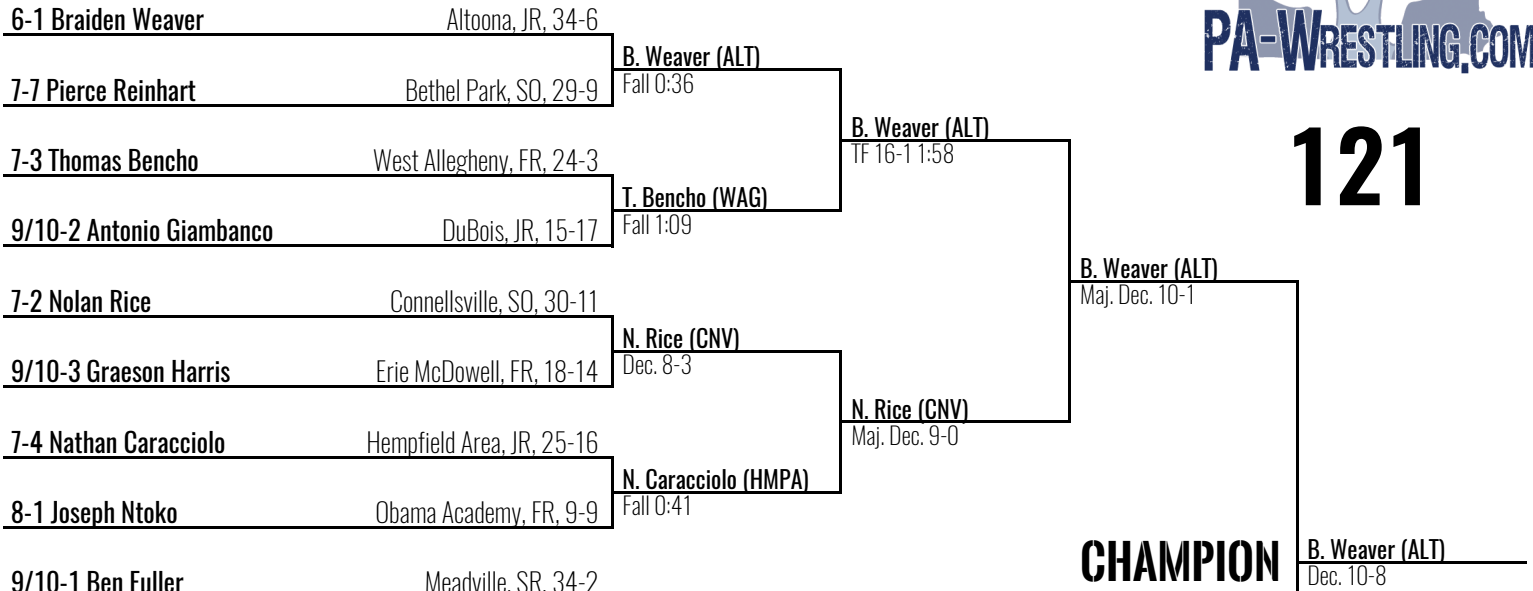 6-1 Braiden Weaver Altoona, JR, 34-6
B. Weaver (ALT)
Fall 0:36
7-7 Pierce Reinhart Bethel Park, SO, 29-9
B. Weaver (ALT)
TF 16-1 1:58
7-3 Thomas Bencho West Allegheny, FR, 24-3
T. Bencho (WAG)
Fall 1:09
9/10-2 Antonio Giambanco DuBois, JR, 15-17
B. Weaver (ALT)
Maj. Dec. 10-1
7-2 Nolan Rice Connellsville, SO, 30-11
N. Rice (CNV)
Dec. 8-3
9/10-3 Graeson Harris Erie McDowell, FR, 18-14
N. Rice (CNV)
Maj. Dec. 9-0
7-4 Nathan Caracciolo Hempfield Area, JR, 25-16
N. Caracciolo (HMPA)
Fall 0:41
8-1 Joseph Ntoko Obama Academy, FR, 9-9
9/10-1 Ben Fuller Meadville, SR, 34-2
PA-WRESTLING.COM
121
CHAMPION
B. Weaver (ALT)
Dec. 10-8